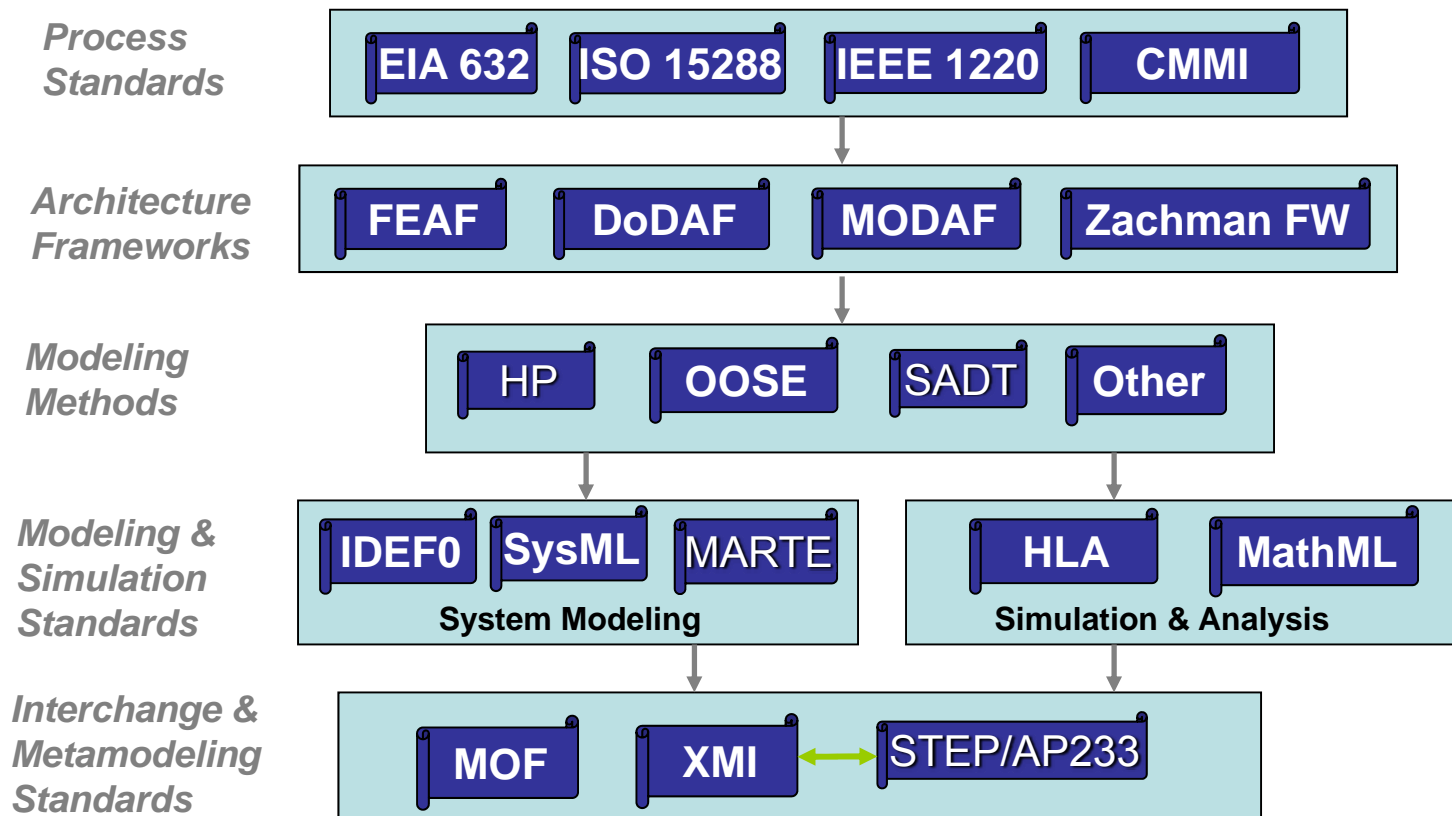 Process
Standards
EIA 632
ISO 15288
IEEE 1220
CMMI
Architecture
Frameworks
FEAF
DoDAF
MODAF
Zachman FW
Modeling
Methods
HP
OOSE
SADT
Other
Modeling &
Simulation
Standards
IDEF0
SysML
MARTE
System Modeling
HLA
MathML
Simulation & Analysis
Interchange &
Metamodeling
Standards
MOF
XMI
STEP/AP233